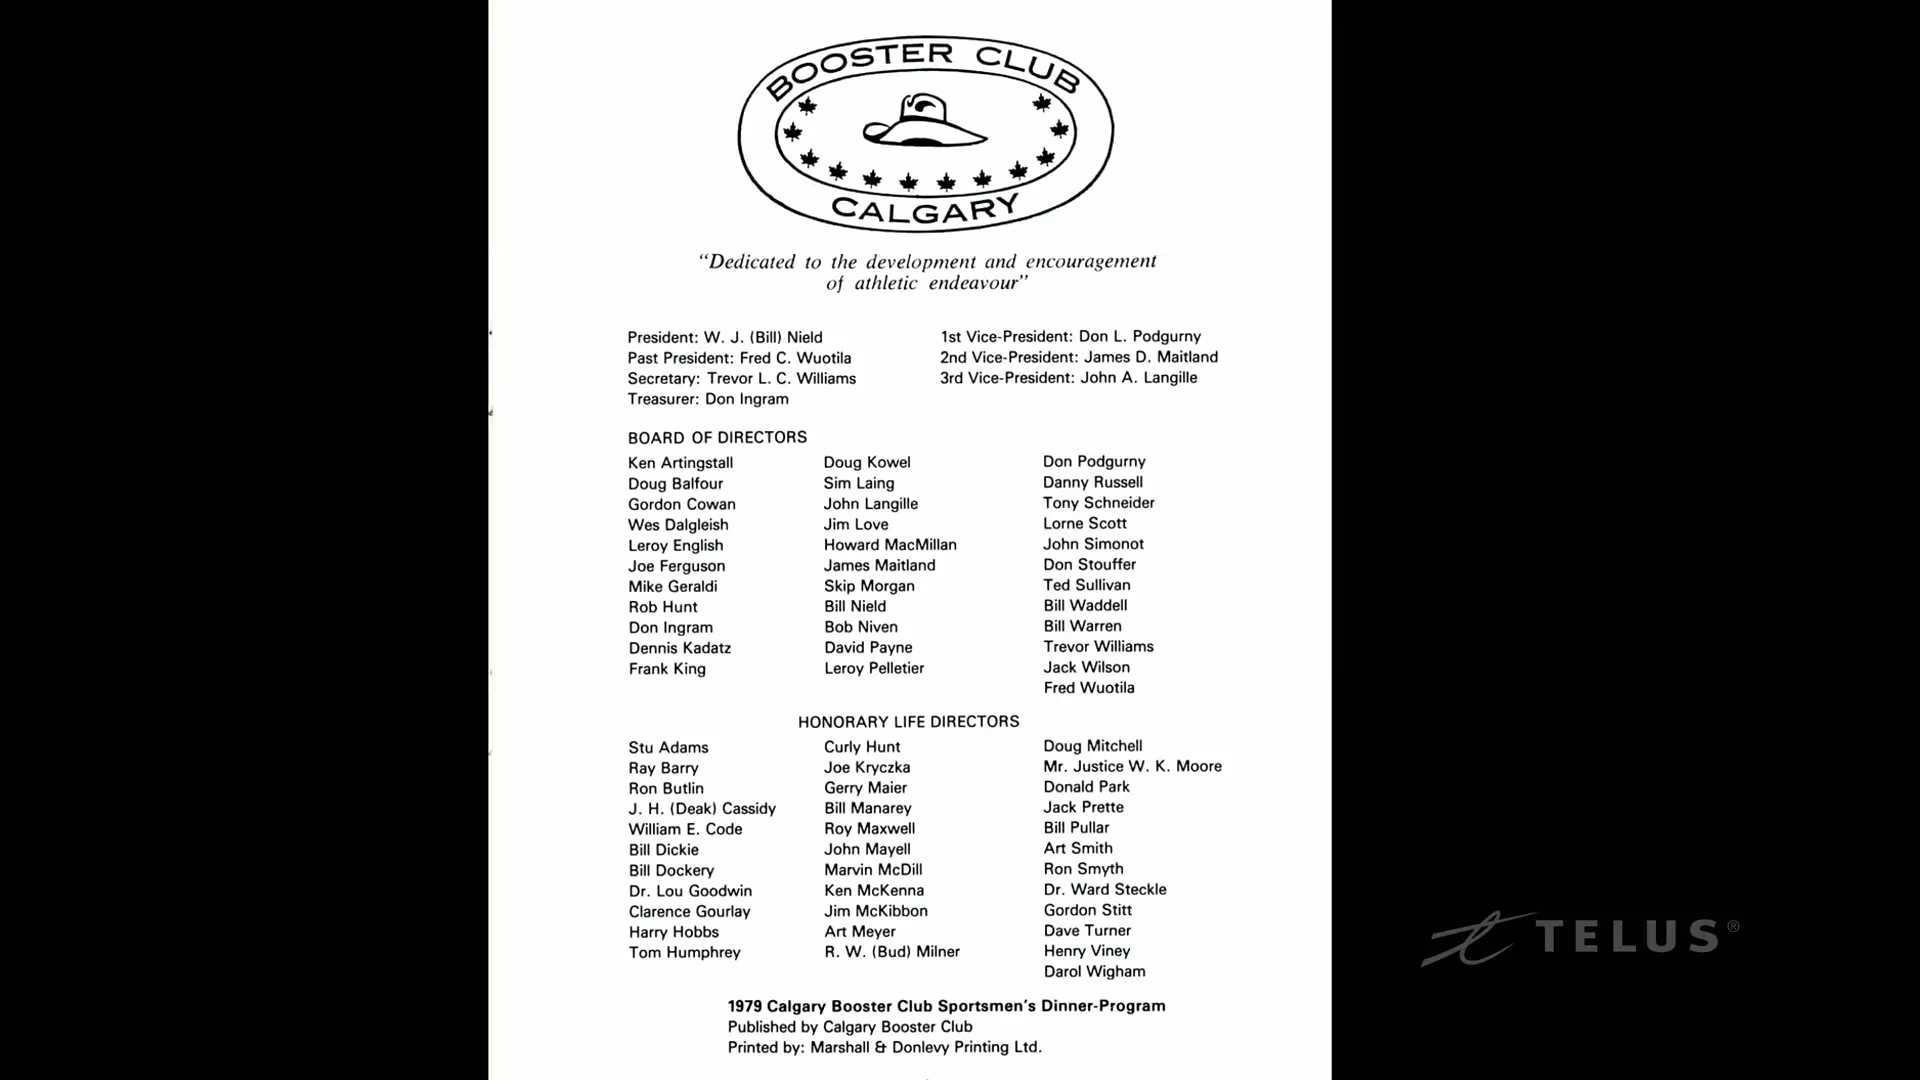 BOOSTER CLUB
CALGARY
“Dedicated to the development and encouragement
of athletic endeavour”
President: W. J. (Bill) Nield
Past President: Fred C. Wuotila
Secretary: Trevor L. C. Williams
Treasurer: Don Ingram
1st Vice-President: Don L. Podgurny
2nd Vice-President: James D. Maitland
3rd Vice-President: John A. Langille
BOARD OF DIRECTORS
Ken Artingstall
Doug Balfour
Gordon Cowan
Wes Dalgleish
Leroy English
Joe Ferguson
Mike Geraldi
Rob Hunt
Don Ingram
Dennis Kadatz
Frank King
Doug Kowel
Sim Laing
John Langille
Jim Love
Howard MacMillan
James Maitland
Skip Morgan
Bill Nield
Bob Niven
David Payne
Leroy Pelletier
Don Podgurny
Danny Russell
Tony Schneider
Lorne Scott
John Simonot
Don Stouffer
Ted Sullivan
Bill Waddell
Bill Warren
Trevor Williams
Jack Wilson
Fred Wuotila
HONORARY LIFE DIRECTORS
Stu Adams
Ray Barry
Ron Butlin
J. H. (Deak) Cassidy
William E. Code
Bill Dickie
Bill Dockery
Dr. Lou Goodwin
Clarence Gourlay
Harry Hobbs
Tom Humphrey
Curly Hunt
Joe Kryczka
Gerry Maier
Bill Manarey
Roy Maxwell
John Mayell
Marvin McDill
Ken McKenna
Jim McKibbon
Art Meyer
R. W. (Bud) Milner
Doug Mitchell
Mr. Justice W. K. Moore
Donald Park
Jack Prette
Bill Pullar
Art Smith
Ron Smyth
Dr. Ward Steckle
Gordon Stitt
Dave Turner
Henry Viney
Darol Wigham
1979 Calgary Booster Club Sportsmen's Dinner-Program
Published by Calgary Booster Club
Printed by: Marshall & Donlevy Printing Ltd.
TELUS®